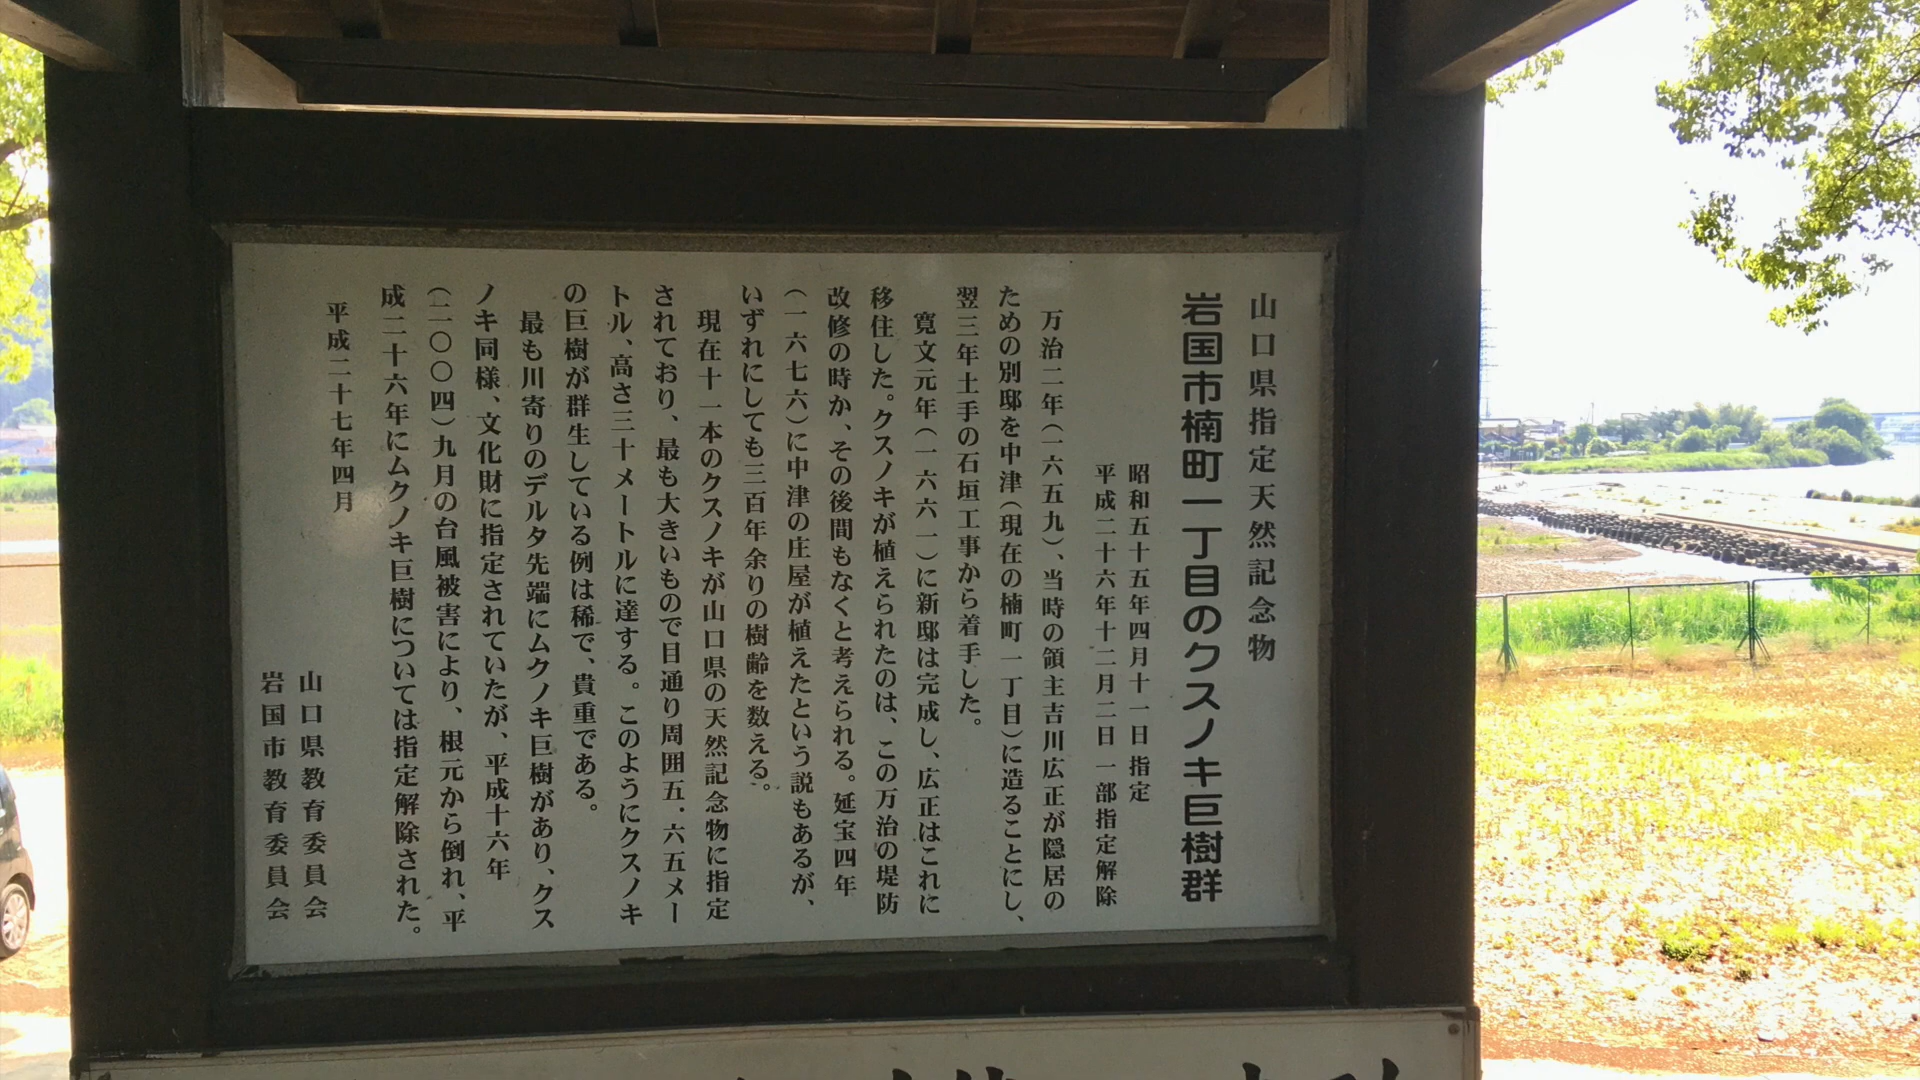 山口県指定天然記念物
岩国市楠町一丁目のクスノキ巨樹群
昭和五十五年四月十一日指定
平成二十六年十二月二日一部指定解除
万治二年(一六五九)、当時の領主吉川広正が隠居の
ための別邸を中津(現在の楠町一丁目)に造ることにし、
翌三年土手の石垣工事から着手した。
寛文元年(一六六一)に新邸は完成し、広正はこれに
移住した。クスノキが植えられたのは、この万治の堤防
改修の時か、その後間もなくと考えられる。延宝四年
(一六七六)に中津の庄屋が植えたという説もあるが、
いずれにしても三百年余りの樹齢を数える。
現在十一本のクスノキが山口県の天然記念物に指定
されており、最も大きいもので目通り周囲五.六五メー
トル、高さ三十メートルに達する。このようにクスノキ
の巨樹が群生している例は稀で、貴重である。
最も川寄りのデルタ先端にムクノキ巨樹があり、クス
ノキ同様、文化財に指定されていたが、平成十六年
(二〇〇四)九月の台風被害により、根元から倒れ、平
成二十六年にムクノキ巨樹については指定解除された。
平成二十七年四月
山口県教育委員会
岩国市教育委員会